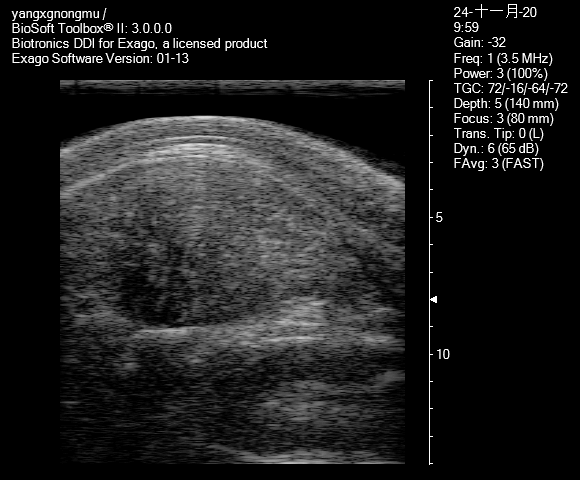 yangxgnongmu /
BioSoft Toolbox® II: 3.0.0.0
Biotronics DDI for Exago, a licensed product
Exago Software Version: 01-13
24-十一月-20
9:59
Gain: -32
Freq: 1 (3.5 MHz)
Power: 3 (100%)
TGC: 72/-16/-64/-72
Depth: 5 (140 mm)
Focus: 3 (80 mm)
Trans. Tip: 0 (L)
Dyn.: 6 (65 dB)
FAvg: 3 (FAST)
5
10